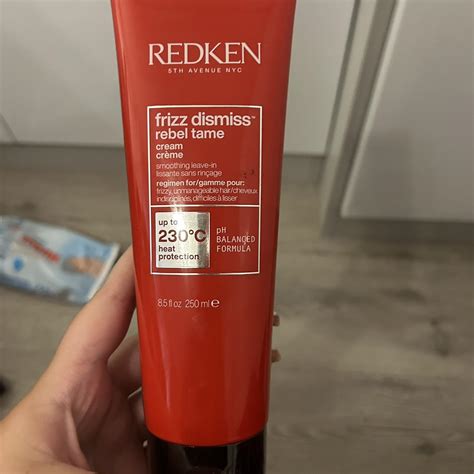 REDKEN
5TH AVENUE NYC
frizz dismiss™
rebel tame
cream
crème
smoothing leave-in
lissante sans rinçage
regimen for/gamme pour:
frizzy, unmanageable hair/cheveux
indisciplinés, difficiles à lisser
up to
230°C
heat
protection
pH
BALANCED
FORMULA
8.5 fl oz 250 ml e